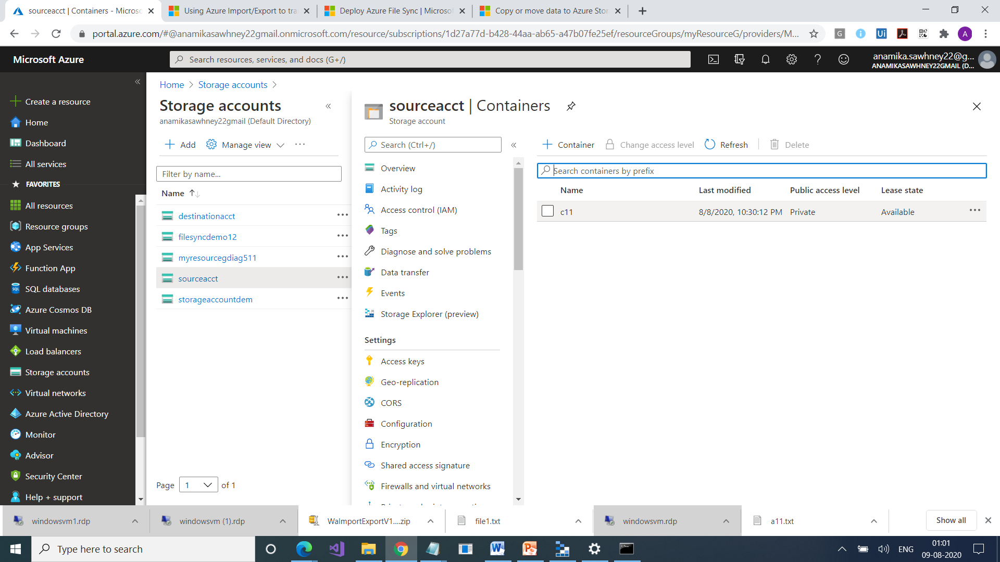 sourceacct | Containers - Microso
Using Azure Import/Export to tra
Deploy Azure File Sync | Microsof
Copy or move data to Azure Stor
portal.azure.com/#@anamikasawhney22gmail.onmicrosoft.com/resource/subscriptions/1d27a77d-b428-44aa-ab65-a47b07fe25ef/resourceGroups/myResourceG/providers/M...
G
Ui
A
Microsoft Azure
Search resources, services, and docs (G+/)
anamika.sawhney22@g...
ANAMIKASAWHNEY22GMAIL (D...
Create a resource
Home
Dashboard
All services
FAVORITES
All resources
Resource groups
App Services
Function App
SQL databases
Azure Cosmos DB
Virtual machines
Load balancers
Storage accounts
Virtual networks
Azure Active Directory
Monitor
Advisor
Security Center
Help + support
Home > Storage accounts >
Storage accounts
anamikasawhney22gmail (Default Directory)
Add
Manage view
Filter by name...
Name
destinationacct
filesyncdemo12
myresourcegdiag511
sourceacct
storageaccountdem
Page 1 of 1
sourceacct | Containers
Storage account
Search (Ctrl+/)
Overview
Activity log
Access control (IAM)
Tags
Diagnose and solve problems
Data transfer
Events
Storage Explorer (preview)
Settings
Access keys
Geo-replication
CORS
Configuration
Encryption
Shared access signature
Firewalls and virtual networks
Container
Change access level
Refresh
Delete
Search containers by prefix
Name Last modified Public access level Lease state
c11 8/8/2020, 10:30:12 PM Private Available
windowsvm1.rdp
windowsvm (1).rdp
WaImportExportV1....zip
file1.txt
windowsvm.rdp
a11.txt
Show all
Type here to search
ENG
01:01
09-08-2020